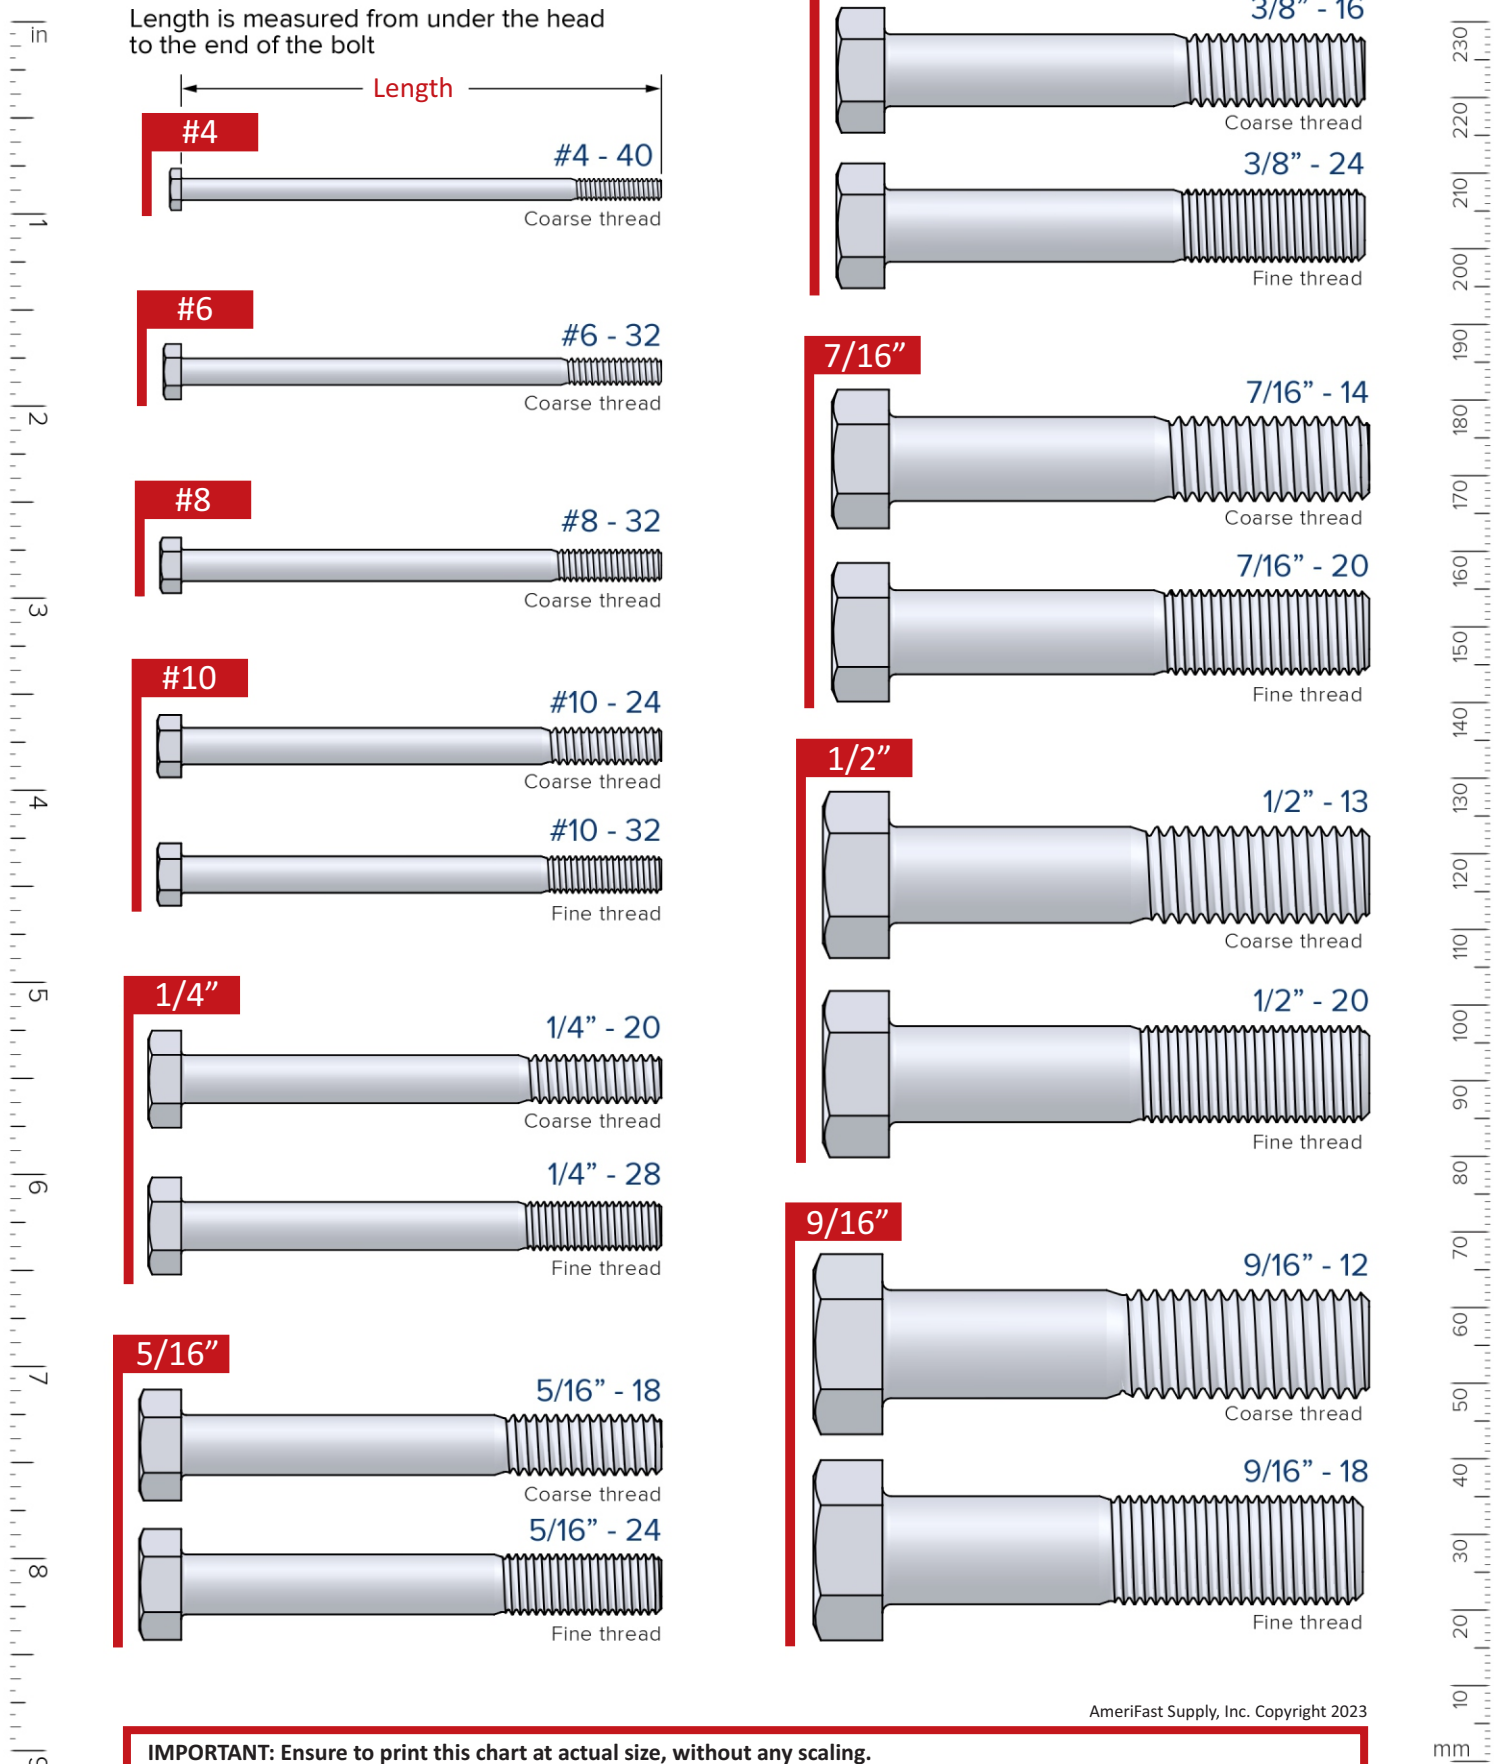 Length is measured from under the head
to the end of the bolt
Length
#4
#4 - 40
Coarse thread
#6
#6 - 32
Coarse thread
#8
#8 - 32
Coarse thread
#10
#10 - 24
Coarse thread
#10 - 32
Fine thread
1/4”
1/4” - 20
Coarse thread
1/4” - 28
Fine thread
5/16”
5/16” - 18
Coarse thread
5/16” - 24
Fine thread
3/8” - 16
Coarse thread
3/8” - 24
Fine thread
7/16”
7/16” - 14
Coarse thread
7/16” - 20
Fine thread
1/2”
1/2” - 13
Coarse thread
1/2” - 20
Fine thread
9/16”
9/16” - 12
Coarse thread
9/16” - 18
Fine thread
AmeriFast Supply, Inc. Copyright 2023
IMPORTANT: Ensure to print this chart at actual size, without any scaling.
in
1
2
3
4
5
6
7
8
9
230
220
210
200
190
180
170
160
150
140
130
120
110
100
90
80
70
60
50
40
30
20
10
mm